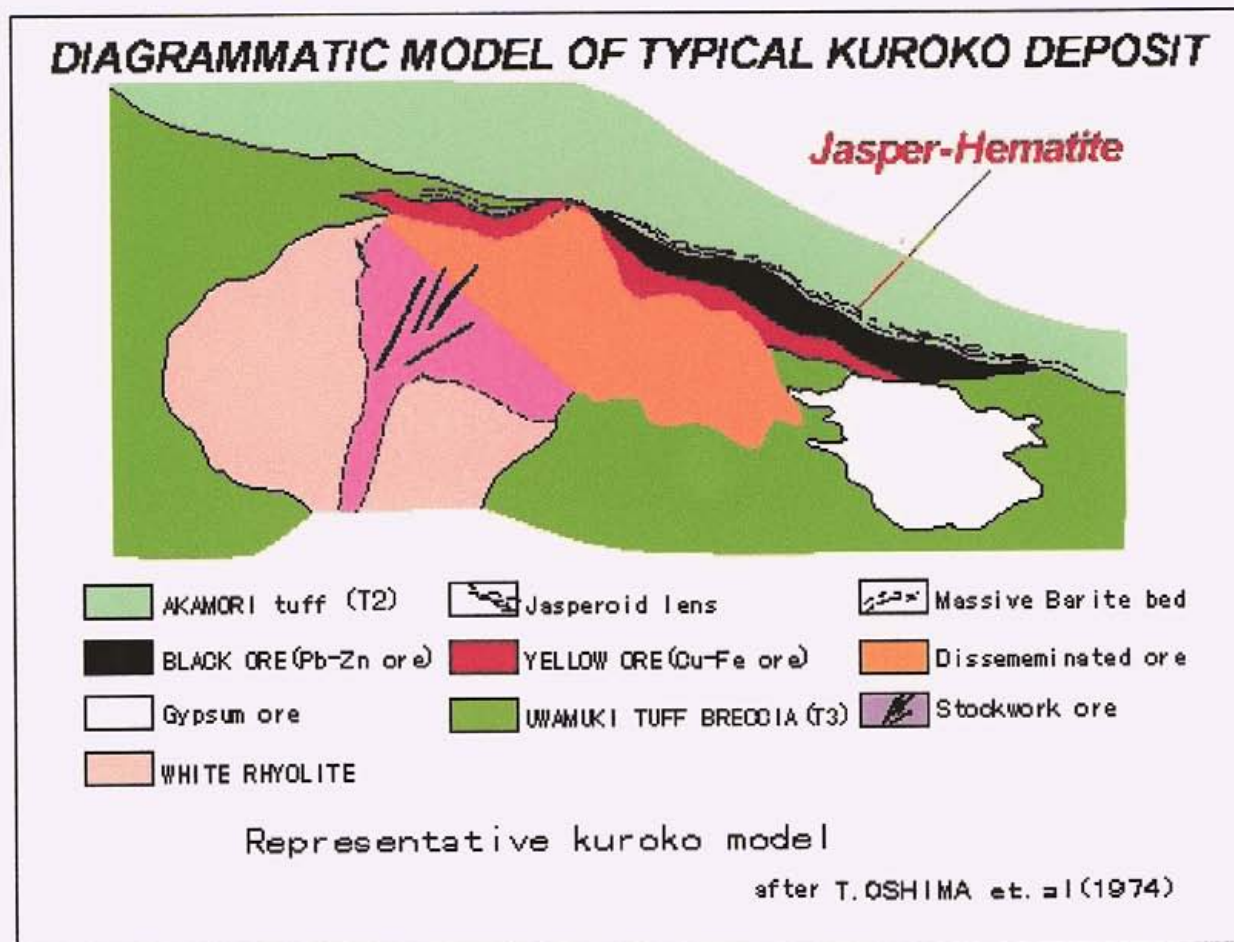 DIAGRAMMATIC MODEL OF TYPICAL KUROKO DEPOSIT
Jasper-Hematite
AKAMORI tuff (T2)
Jasperoid lens
Massive Barite bed
BLACK ORE(Pb-Zn ore)
YELLOW ORE(Cu-Fe ore)
Dissememinated ore
Gypsum ore
UWAMUKI TUFF BRECCIA (T3)
Stockwork ore
WHITE RHYOLITE
Representative kuroko model
after T.OSHIMA et. al(1974)